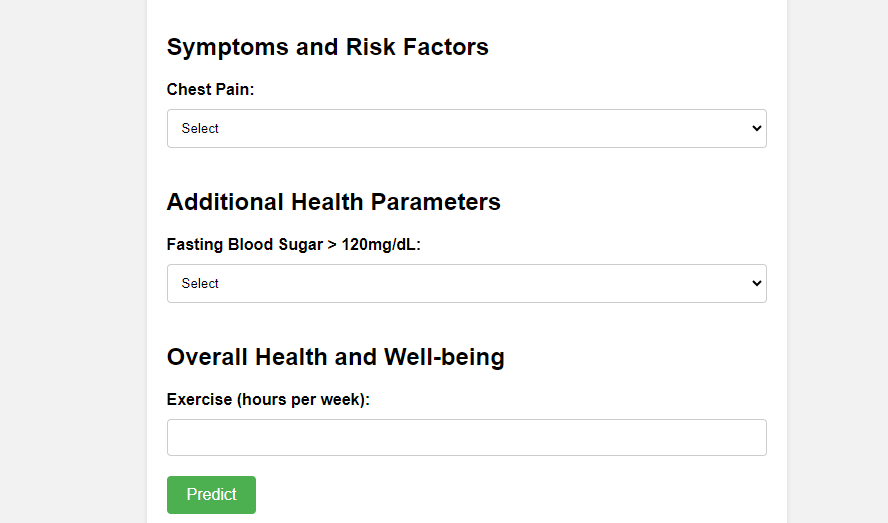 Symptoms and Risk Factors
Chest Pain:
Select
Additional Health Parameters
Fasting Blood Sugar > 120mg/dL:
Select
Overall Health and Well-being
Exercise (hours per week):
Predict